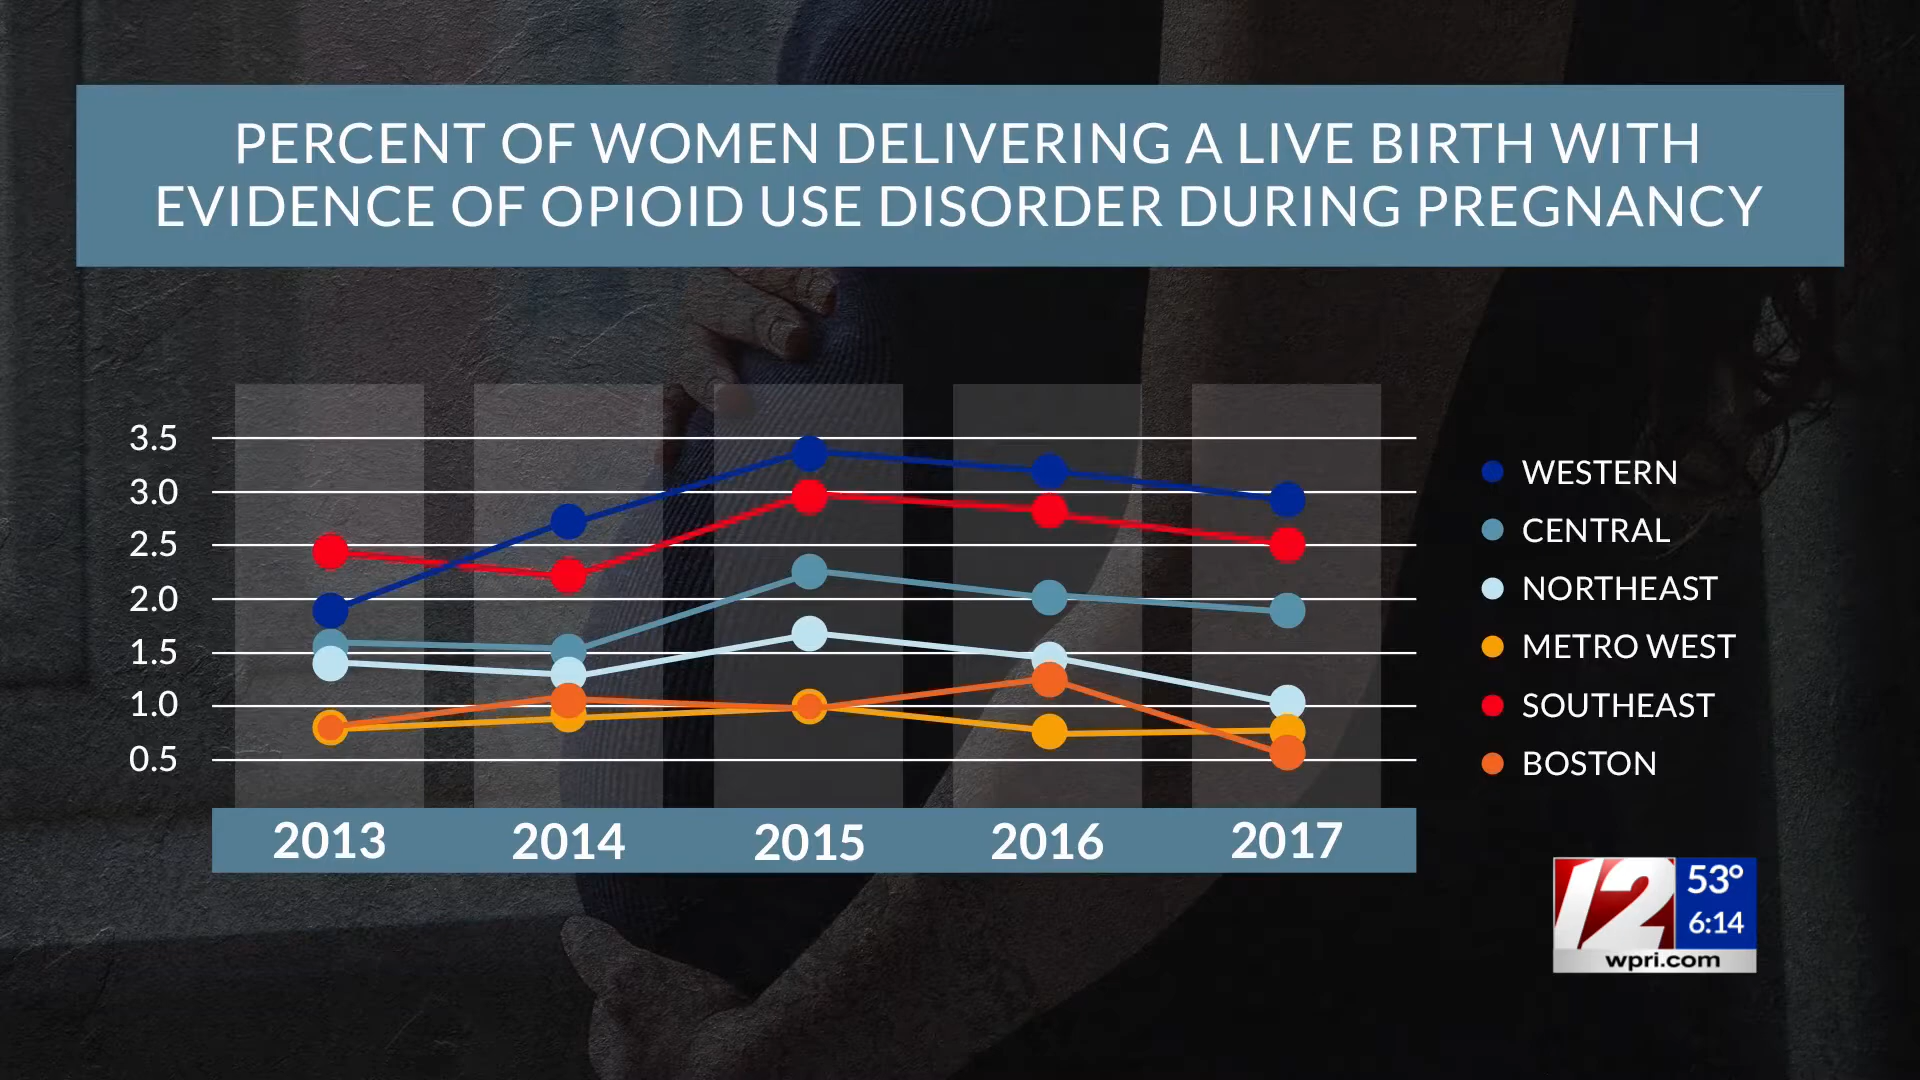 PERCENT OF WOMEN DELIVERING A LIVE BIRTH WITH
EVIDENCE OF OPIOID USE DISORDER DURING PREGNANCY
3.5
3.0
2.5
2.0
1.5
1.0
0.5
2013 2014 2015 2016 2017
WESTERN
CENTRAL
NORTHEAST
METRO WEST
SOUTHEAST
BOSTON
12
53°
6:14
wpri.com